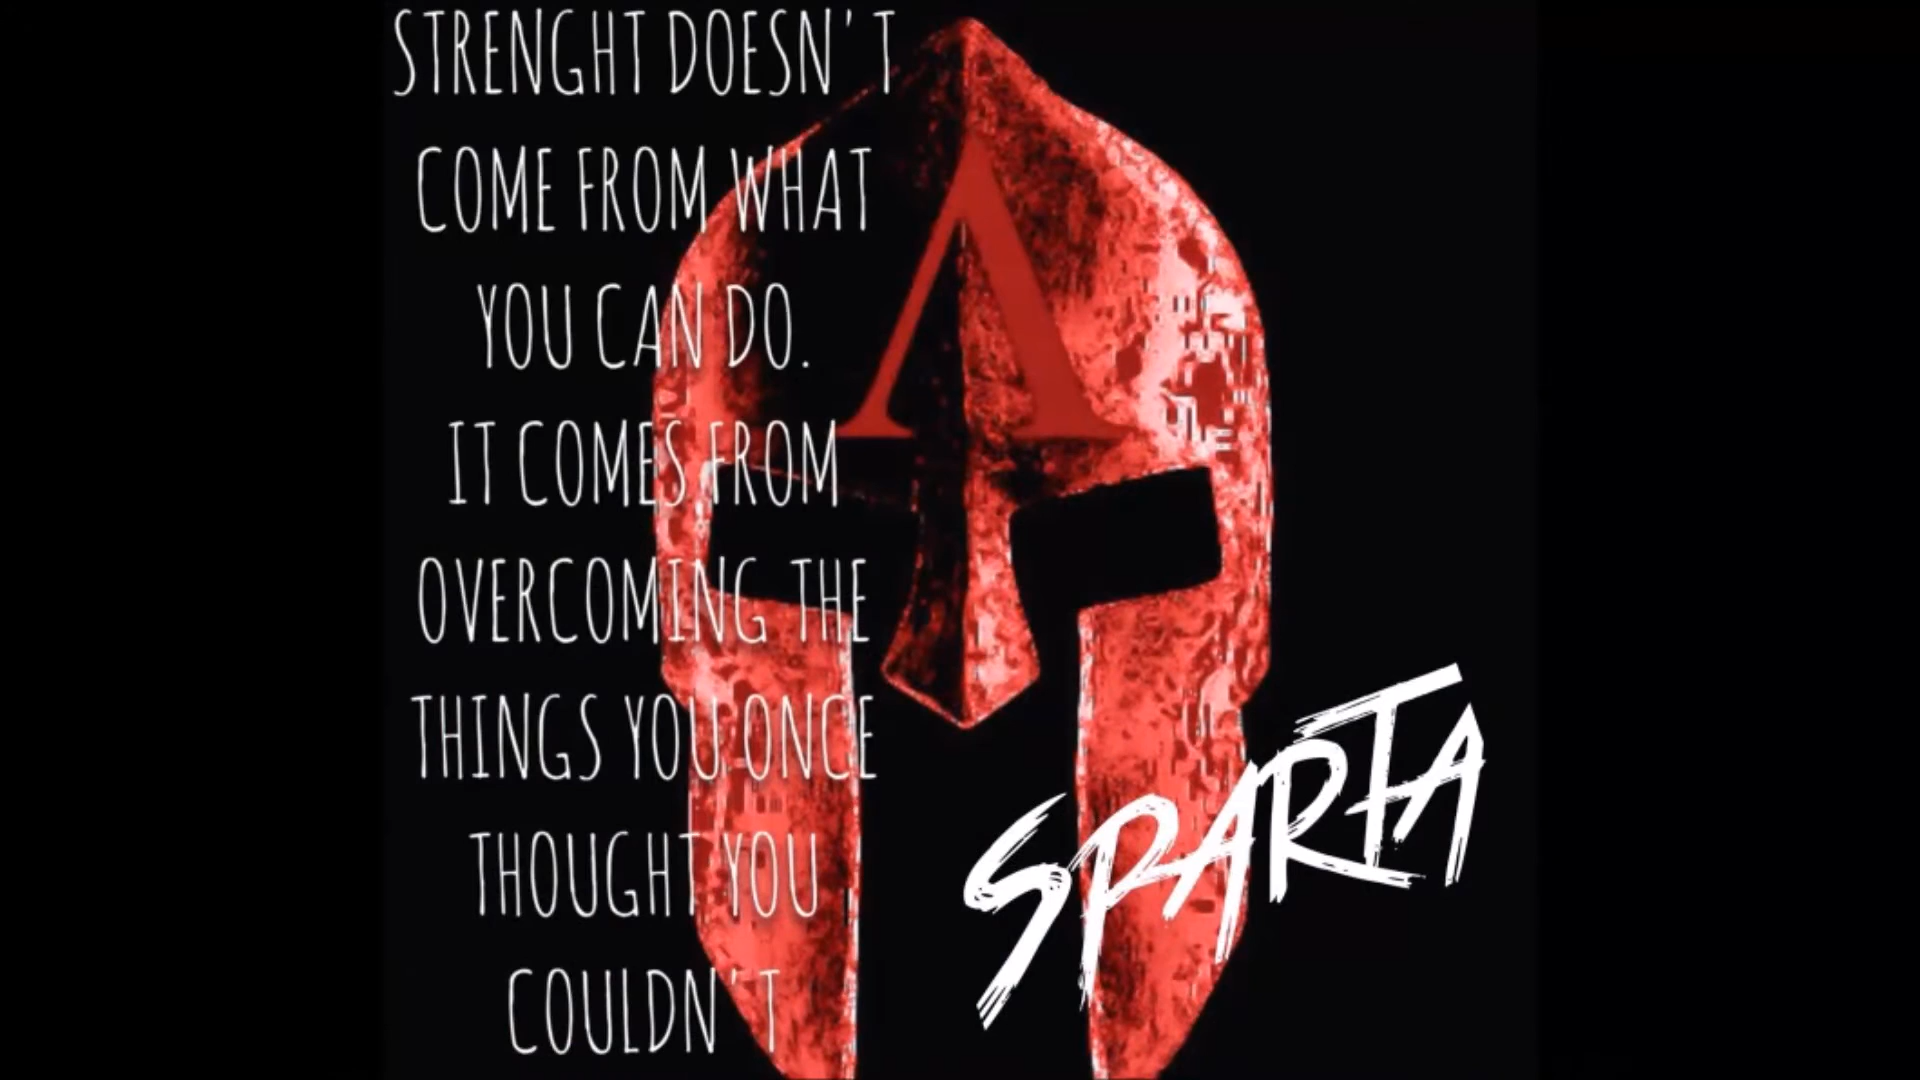 STRENGHT DOESN'T
COME FROM WHAT
YOU CAN DO.
IT COMES FROM
OVERCOMING THE
THINGS YOU ONCE
THOUGHT YOU
COULDN'T
Λ
SPARTA